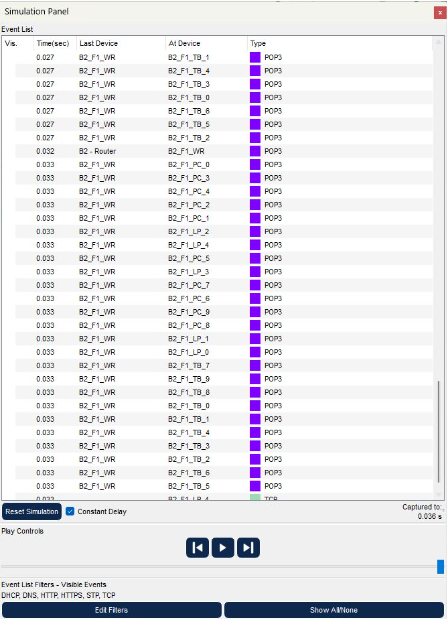 Simulation Panel
x
Event List
Vis. Time(sec) Last Device At Device Type
0.027 B2_F1_WR B2_F1_TB_1 POP3
0.027 B2_F1_WR B2_F1_TB_4 POP3
0.027 B2_F1_WR B2_F1_TB_3 POP3
0.027 B2_F1_WR B2_F1_TB_0 POP3
0.027 B2_F1_WR B2_F1_TB_6 POP3
0.027 B2_F1_WR B2_F1_TB_5 POP3
0.027 B2_F1_WR B2_F1_TB_2 POP3
0.032 B2 - Router B2_F1_WR POP3
0.033 B2_F1_WR B2_F1_PC_0 POP3
0.033 B2_F1_WR B2_F1_PC_3 POP3
0.033 B2_F1_WR B2_F1_PC_4 POP3
0.033 B2_F1_WR B2_F1_PC_2 POP3
0.033 B2_F1_WR B2_F1_PC_1 POP3
0.033 B2_F1_WR B2_F1_LP_2 POP3
0.033 B2_F1_WR B2_F1_LP_4 POP3
0.033 B2_F1_WR B2_F1_PC_5 POP3
0.033 B2_F1_WR B2_F1_LP_3 POP3
0.033 B2_F1_WR B2_F1_PC_7 POP3
0.033 B2_F1_WR B2_F1_PC_6 POP3
0.033 B2_F1_WR B2_F1_PC_9 POP3
0.033 B2_F1_WR B2_F1_PC_8 POP3
0.033 B2_F1_WR B2_F1_LP_1 POP3
0.033 B2_F1_WR B2_F1_LP_0 POP3
0.033 B2_F1_WR B2_F1_TB_7 POP3
0.033 B2_F1_WR B2_F1_TB_9 POP3
0.033 B2_F1_WR B2_F1_TB_8 POP3
0.033 B2_F1_WR B2_F1_TB_0 POP3
0.033 B2_F1_WR B2_F1_TB_1 POP3
0.033 B2_F1_WR B2_F1_TB_4 POP3
0.033 B2_F1_WR B2_F1_TB_3 POP3
0.033 B2_F1_WR B2_F1_TB_2 POP3
0.033 B2_F1_WR B2_F1_TB_6 POP3
0.033 B2_F1_WR B2_F1_TB_5 POP3
0.033 B2_F1_LP_4 TCP
Reset Simulation Constant Delay Captured to:
0.036 s
Play Controls
Event List Filters - Visible Events
DHCP, DNS, HTTP, HTTPS, STP, TCP
Edit Filters Show All/None